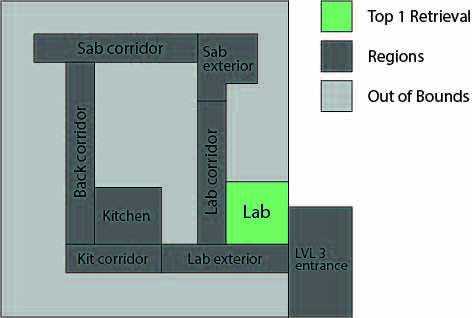 Sab corridor
Sab
exterior
Back corridor
Lab corridor
Kitchen
Lab
Kit corridor
Lab exterior
LVL 3
entrance
Top 1 Retrieval
Regions
Out of Bounds